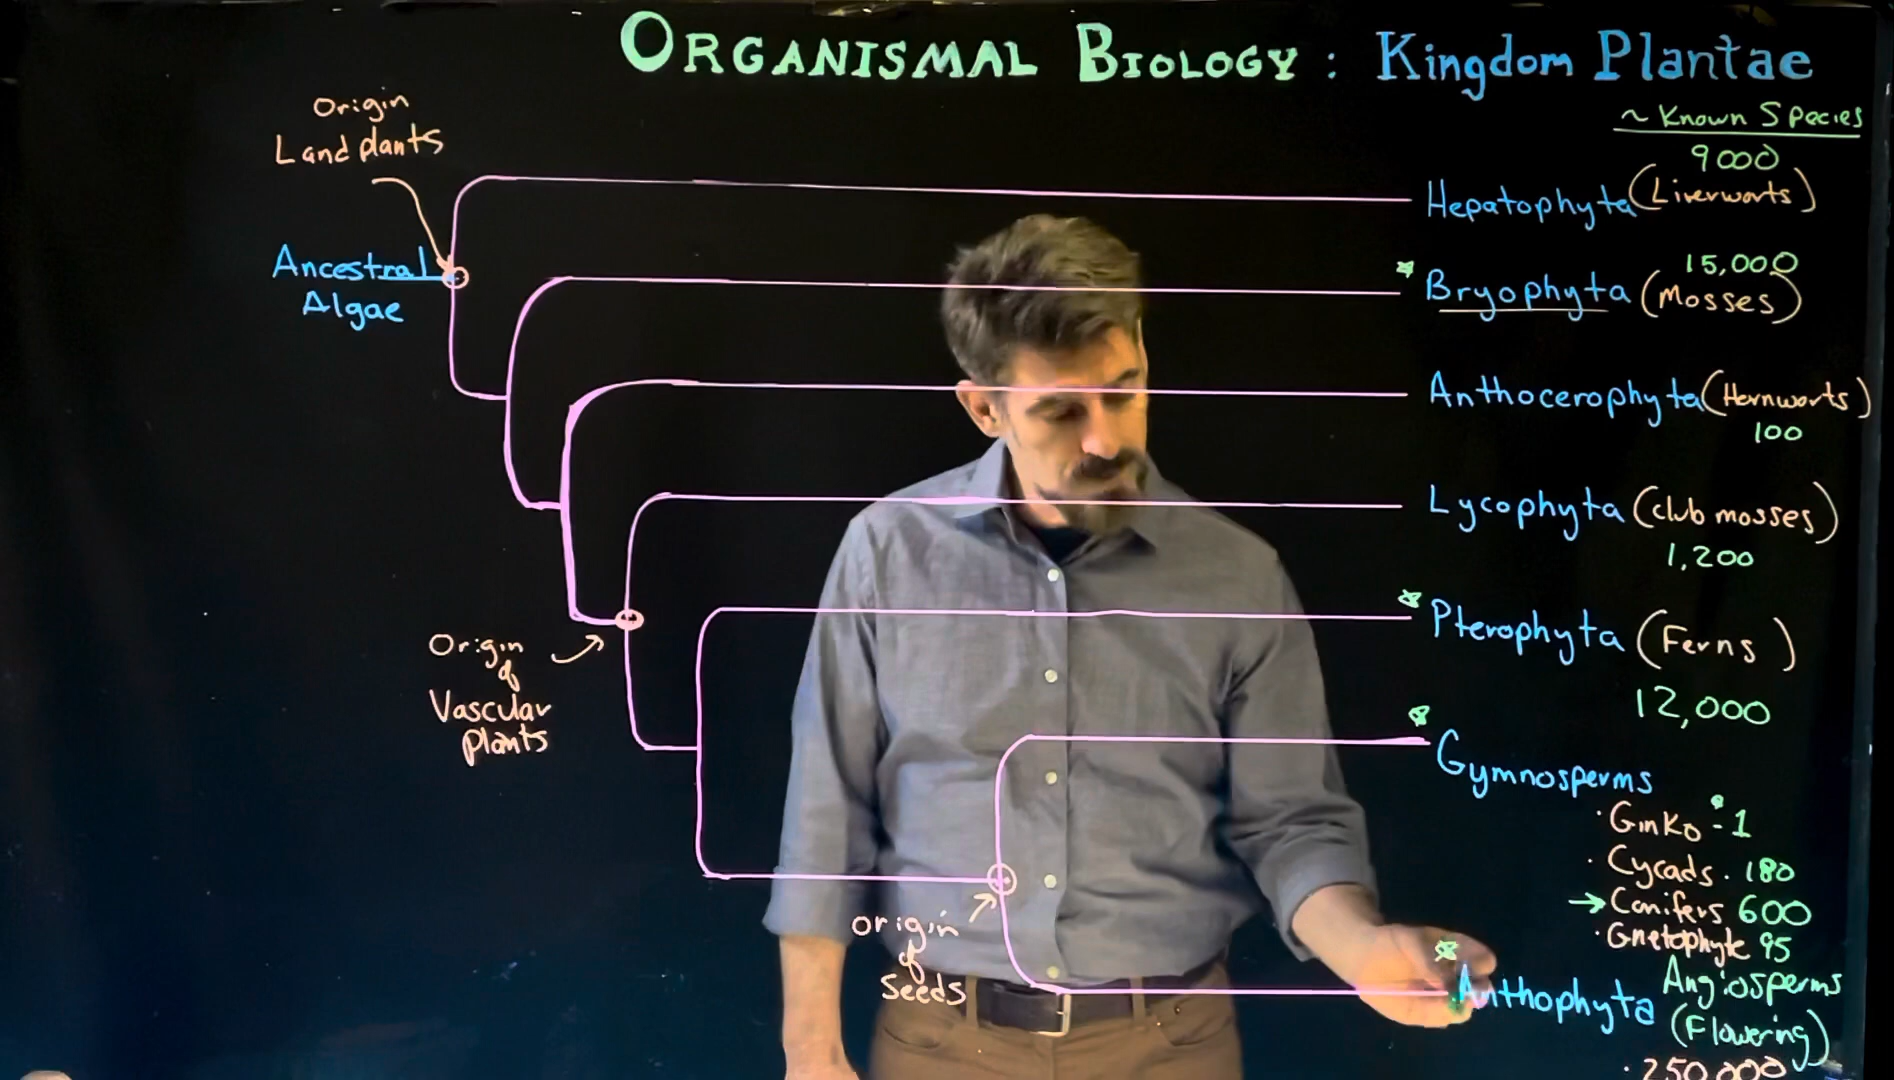 ORGANISMAL BIOLOGY : Kingdom Plantae
~ Known Species
Origin
Land plants
Ancestral
Algae
9000
Hepatophyta (Liverworts)
15,000
Bryophyta (Mosses)
Anthocerophyta (Hornworts)
100
Lycophyta (club mosses)
1,200
Pterophyta (Ferns)
12,000
Origin
of
Vascular
plants
Gymnosperms
· Ginko - 1
· Cycads · 180
→ Conifers 600
· Gnetophyte 95
origin
of
Seeds
Anthophyta Angiosperms
(Flowering)
· 250,000